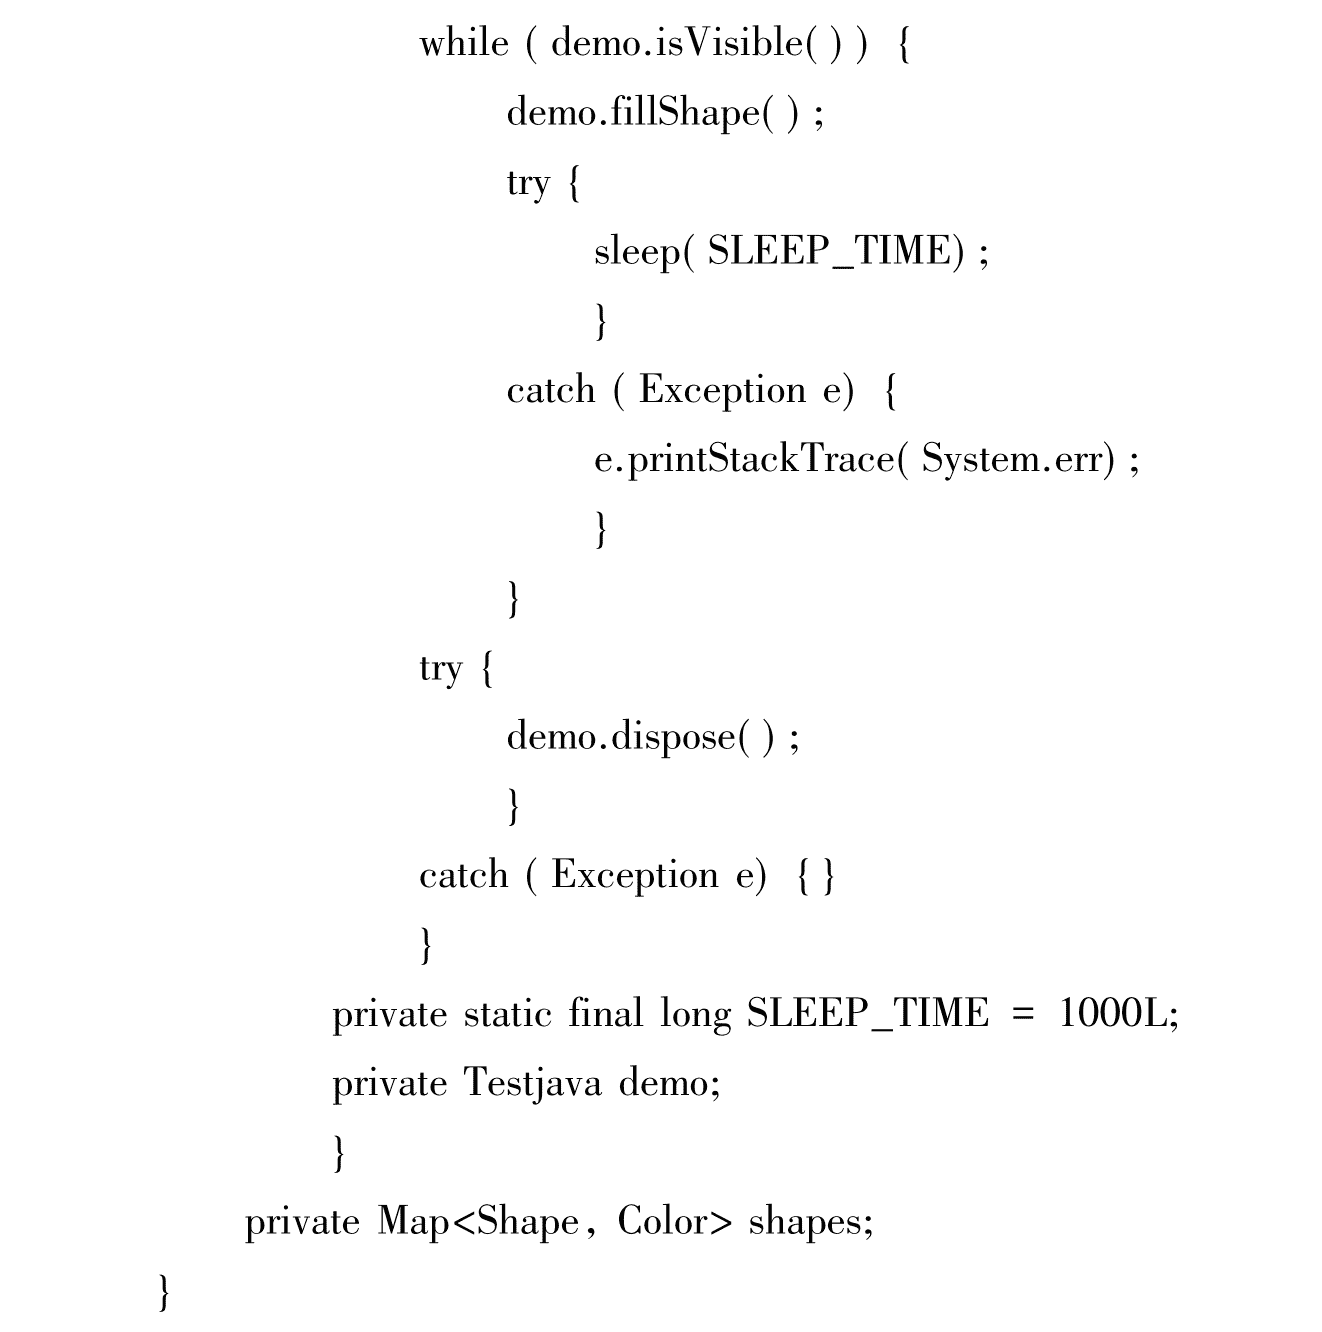 while ( demo.isVisible( ) ) {
demo.fillShape( ) ;
try {
sleep( SLEEP_TIME) ;
}
catch ( Exception e) {
e.printStackTrace( System.err) ;
}
}
try {
demo.dispose( ) ;
}
catch ( Exception e) { }
}
private static final long SLEEP_TIME = 1000L;
private Testjava demo;
}
private Map<Shape, Color> shapes;
}